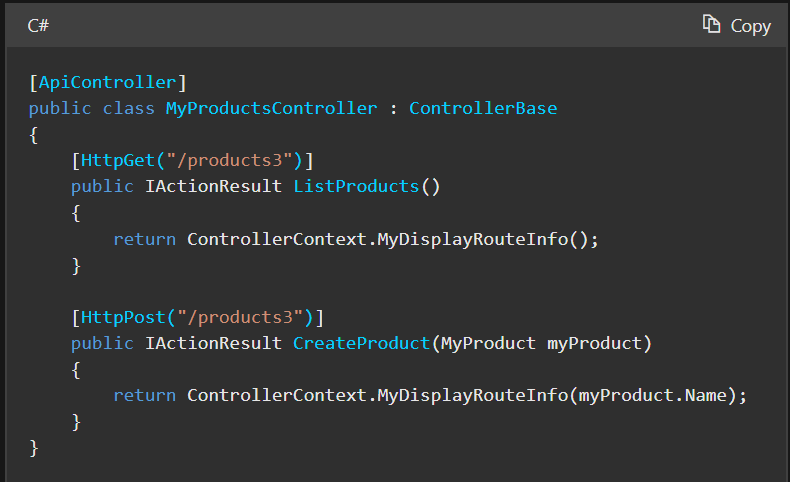 C#
Copy
[ApiController]
public class MyProductsController : ControllerBase
{
    [HttpGet("/products3")]
    public IActionResult ListProducts()
    {
        return ControllerContext.MyDisplayRouteInfo();
    }

    [HttpPost("/products3")]
    public IActionResult CreateProduct(MyProduct myProduct)
    {
        return ControllerContext.MyDisplayRouteInfo(myProduct.Name);
    }
}